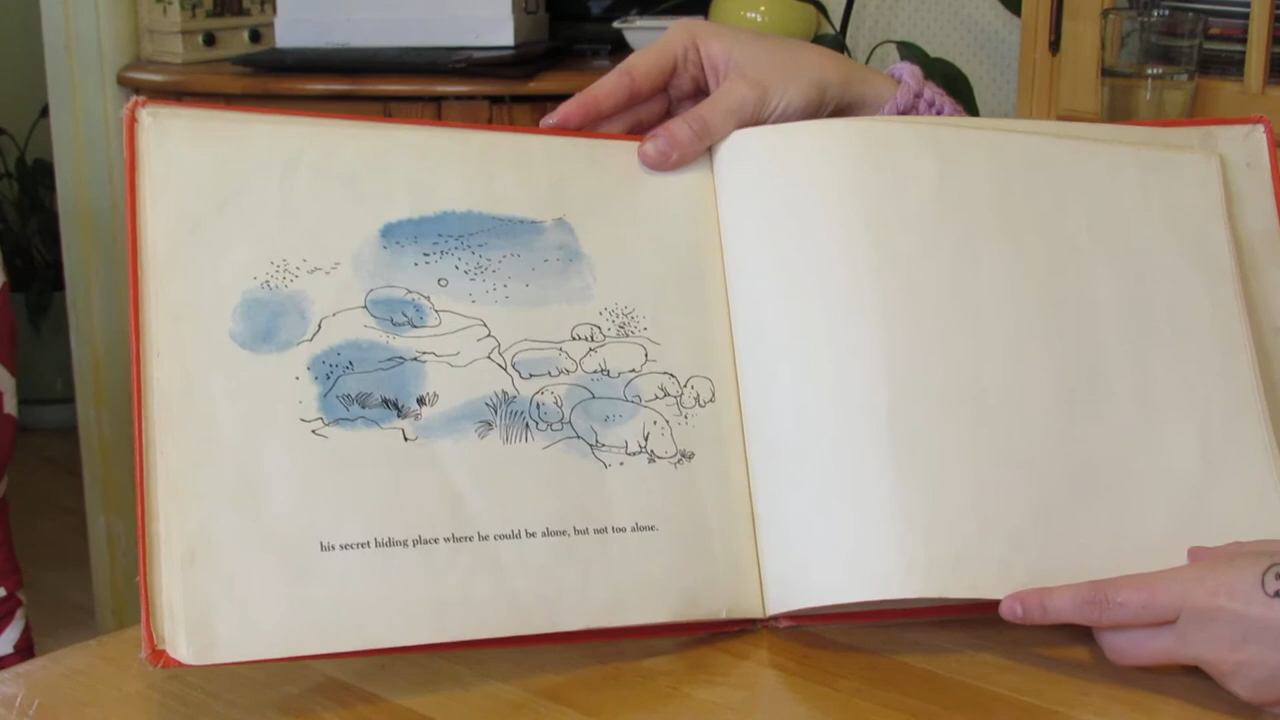 his secret hiding place where he could be alone, but not too alone.